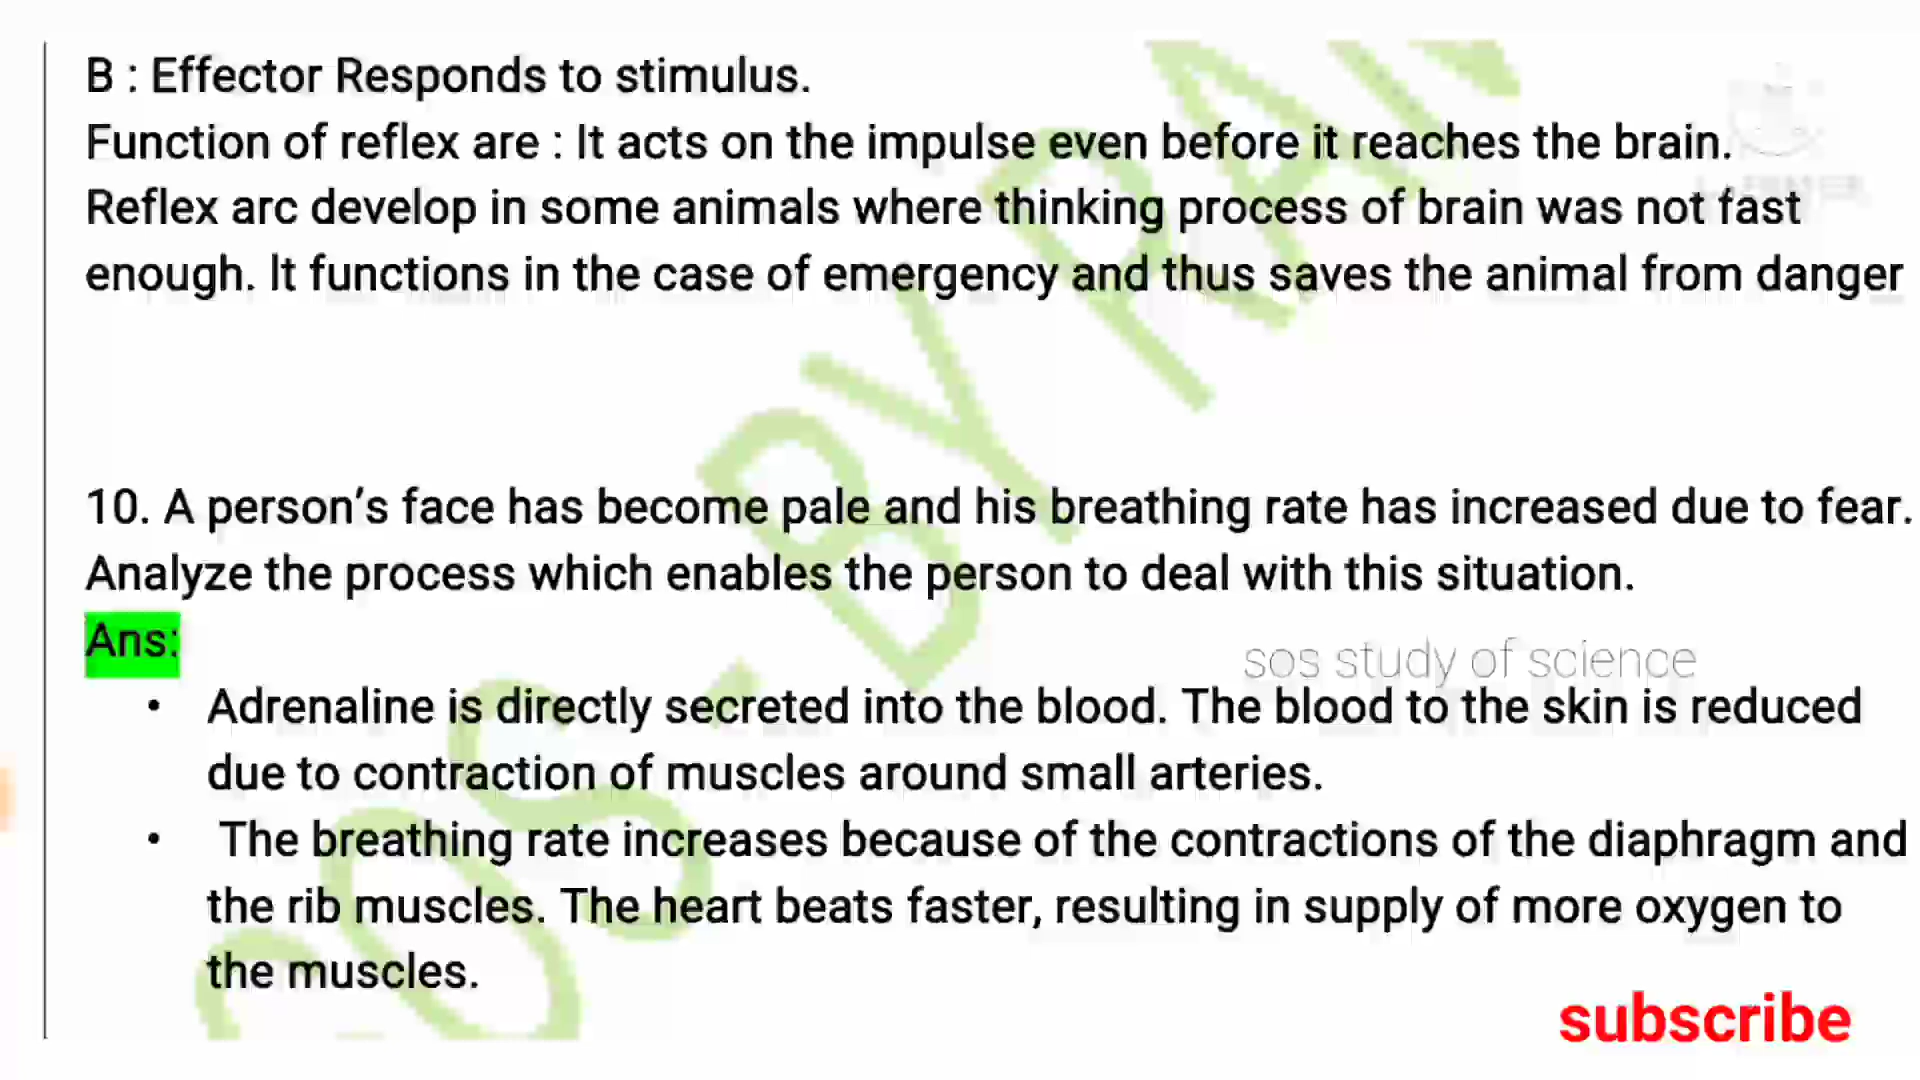 B : Effector Responds to stimulus.
Function of reflex are : It acts on the impulse even before it reaches the brain.
Reflex arc develop in some animals where thinking process of brain was not fast
enough. It functions in the case of emergency and thus saves the animal from danger
10. A person’s face has become pale and his breathing rate has increased due to fear.
Analyze the process which enables the person to deal with this situation.
Ans:
sos study of science
• Adrenaline is directly secreted into the blood. The blood to the skin is reduced
due to contraction of muscles around small arteries.
• The breathing rate increases because of the contractions of the diaphragm and
the rib muscles. The heart beats faster, resulting in supply of more oxygen to
the muscles.
subscribe
SOS - BY